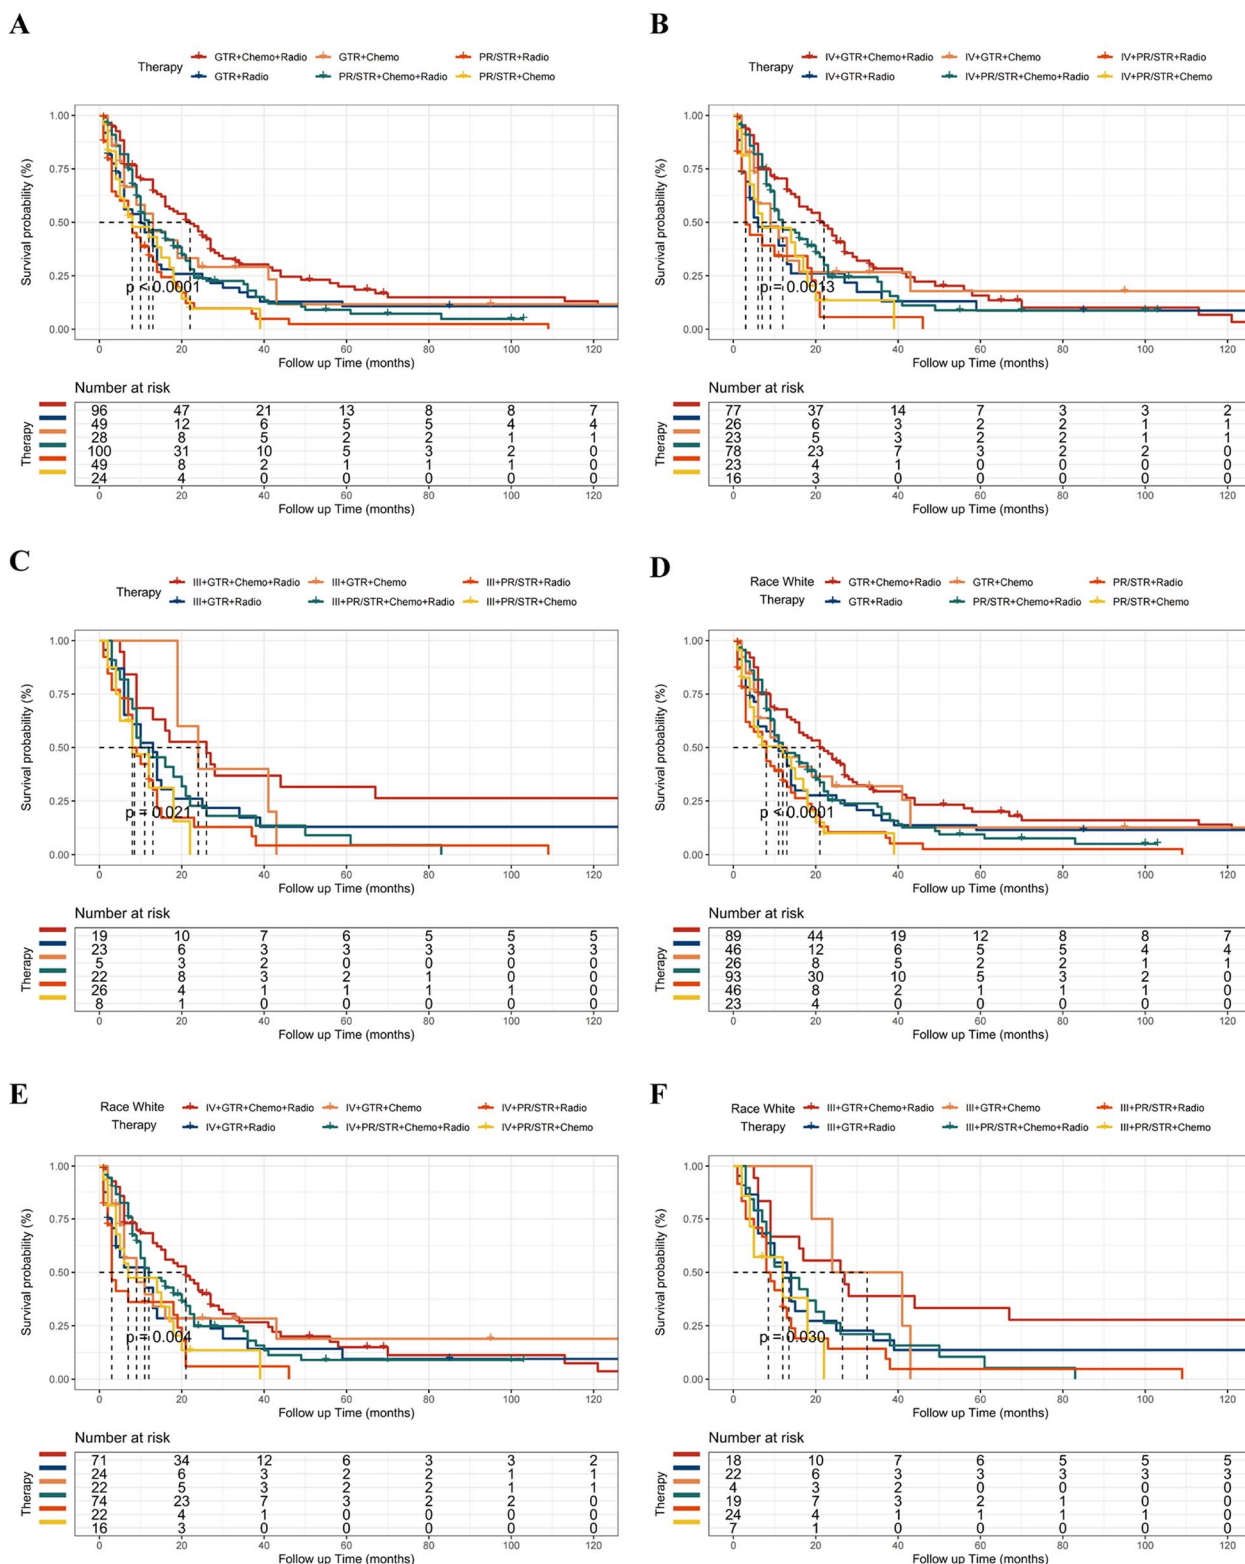 A
Therapy GTR+Chemo+Radio GTR+Chemo PR/STR+Radio
GTR+Radio PR/STR+Chemo+Radio PR/STR+Chemo
Survival probability (%)
1.00
0.75
0.50
0.25
0.00
p < 0.0001
0 20 40 60 80 100 120
Follow up Time (months)
Number at risk
Therapy
96 47 21 13 8 8 7
49 12 6 5 5 4 4
28 8 5 2 2 1 1
100 31 10 5 3 2 0
49 8 2 1 1 1 0
24 4 0 0 0 0 0
0 20 40 60 80 100 120
Follow up Time (months)
B
Therapy IV+GTR+Chemo+Radio IV+GTR+Chemo IV+PR/STR+Radio
IV+GTR+Radio IV+PR/STR+Chemo+Radio IV+PR/STR+Chemo
Survival probability (%)
1.00
0.75
0.50
0.25
0.00
p = 0.0013
0 20 40 60 80 100 120
Follow up Time (months)
Number at risk
Therapy
77 37 14 7 3 3 2
26 6 3 2 2 1 1
23 5 3 2 2 1 1
78 23 7 3 2 2 0
23 4 1 0 0 0 0
16 3 0 0 0 0 0
0 20 40 60 80 100 120
Follow up Time (months)
C
Therapy III+GTR+Chemo+Radio III+GTR+Chemo III+PR/STR+Radio
III+GTR+Radio III+PR/STR+Chemo+Radio III+PR/STR+Chemo
Survival probability (%)
1.00
0.75
0.50
0.25
0.00
p = 0.021
0 20 40 60 80 100 120
Follow up Time (months)
Number at risk
Therapy
19 10 7 6 5 5 5
23 6 3 3 3 3 3
5 3 2 0 0 0 0
22 8 3 2 1 0 0
26 4 1 1 1 1 0
8 1 0 0 0 0 0
0 20 40 60 80 100 120
Follow up Time (months)
D
Race White GTR+Chemo+Radio GTR+Chemo PR/STR+Radio
Therapy GTR+Radio PR/STR+Chemo+Radio PR/STR+Chemo
Survival probability (%)
1.00
0.75
0.50
0.25
0.00
p < 0.0001
0 20 40 60 80 100 120
Follow up Time (months)
Number at risk
Therapy
89 44 19 12 8 8 7
46 12 6 5 5 4 4
26 8 5 2 2 1 1
93 30 10 5 3 2 0
46 8 2 1 1 1 0
23 4 0 0 0 0 0
0 20 40 60 80 100 120
Follow up Time (months)
E
Race White IV+GTR+Chemo+Radio IV+GTR+Chemo IV+PR/STR+Radio
Therapy IV+GTR+Radio IV+PR/STR+Chemo+Radio IV+PR/STR+Chemo
Survival probability (%)
1.00
0.75
0.50
0.25
0.00
p = 0.004
0 20 40 60 80 100 120
Follow up Time (months)
Number at risk
Therapy
71 34 12 6 3 3 2
24 6 3 2 2 1 1
22 5 3 2 2 1 1
74 23 7 3 2 2 0
22 4 1 0 0 0 0
16 3 0 0 0 0 0
0 20 40 60 80 100 120
Follow up Time (months)
F
Race White III+GTR+Chemo+Radio III+GTR+Chemo III+PR/STR+Radio
Therapy III+GTR+Radio III+PR/STR+Chemo+Radio III+PR/STR+Chemo
Survival probability (%)
1.00
0.75
0.50
0.25
0.00
p = 0.030
0 20 40 60 80 100 120
Follow up Time (months)
Number at risk
Therapy
18 10 7 6 5 5 5
22 6 3 3 3 3 3
4 3 2 0 0 0 0
19 7 3 2 1 0 0
24 4 1 1 1 1 0
7 1 0 0 0 0 0
0 20 40 60 80 100 120
Follow up Time (months)